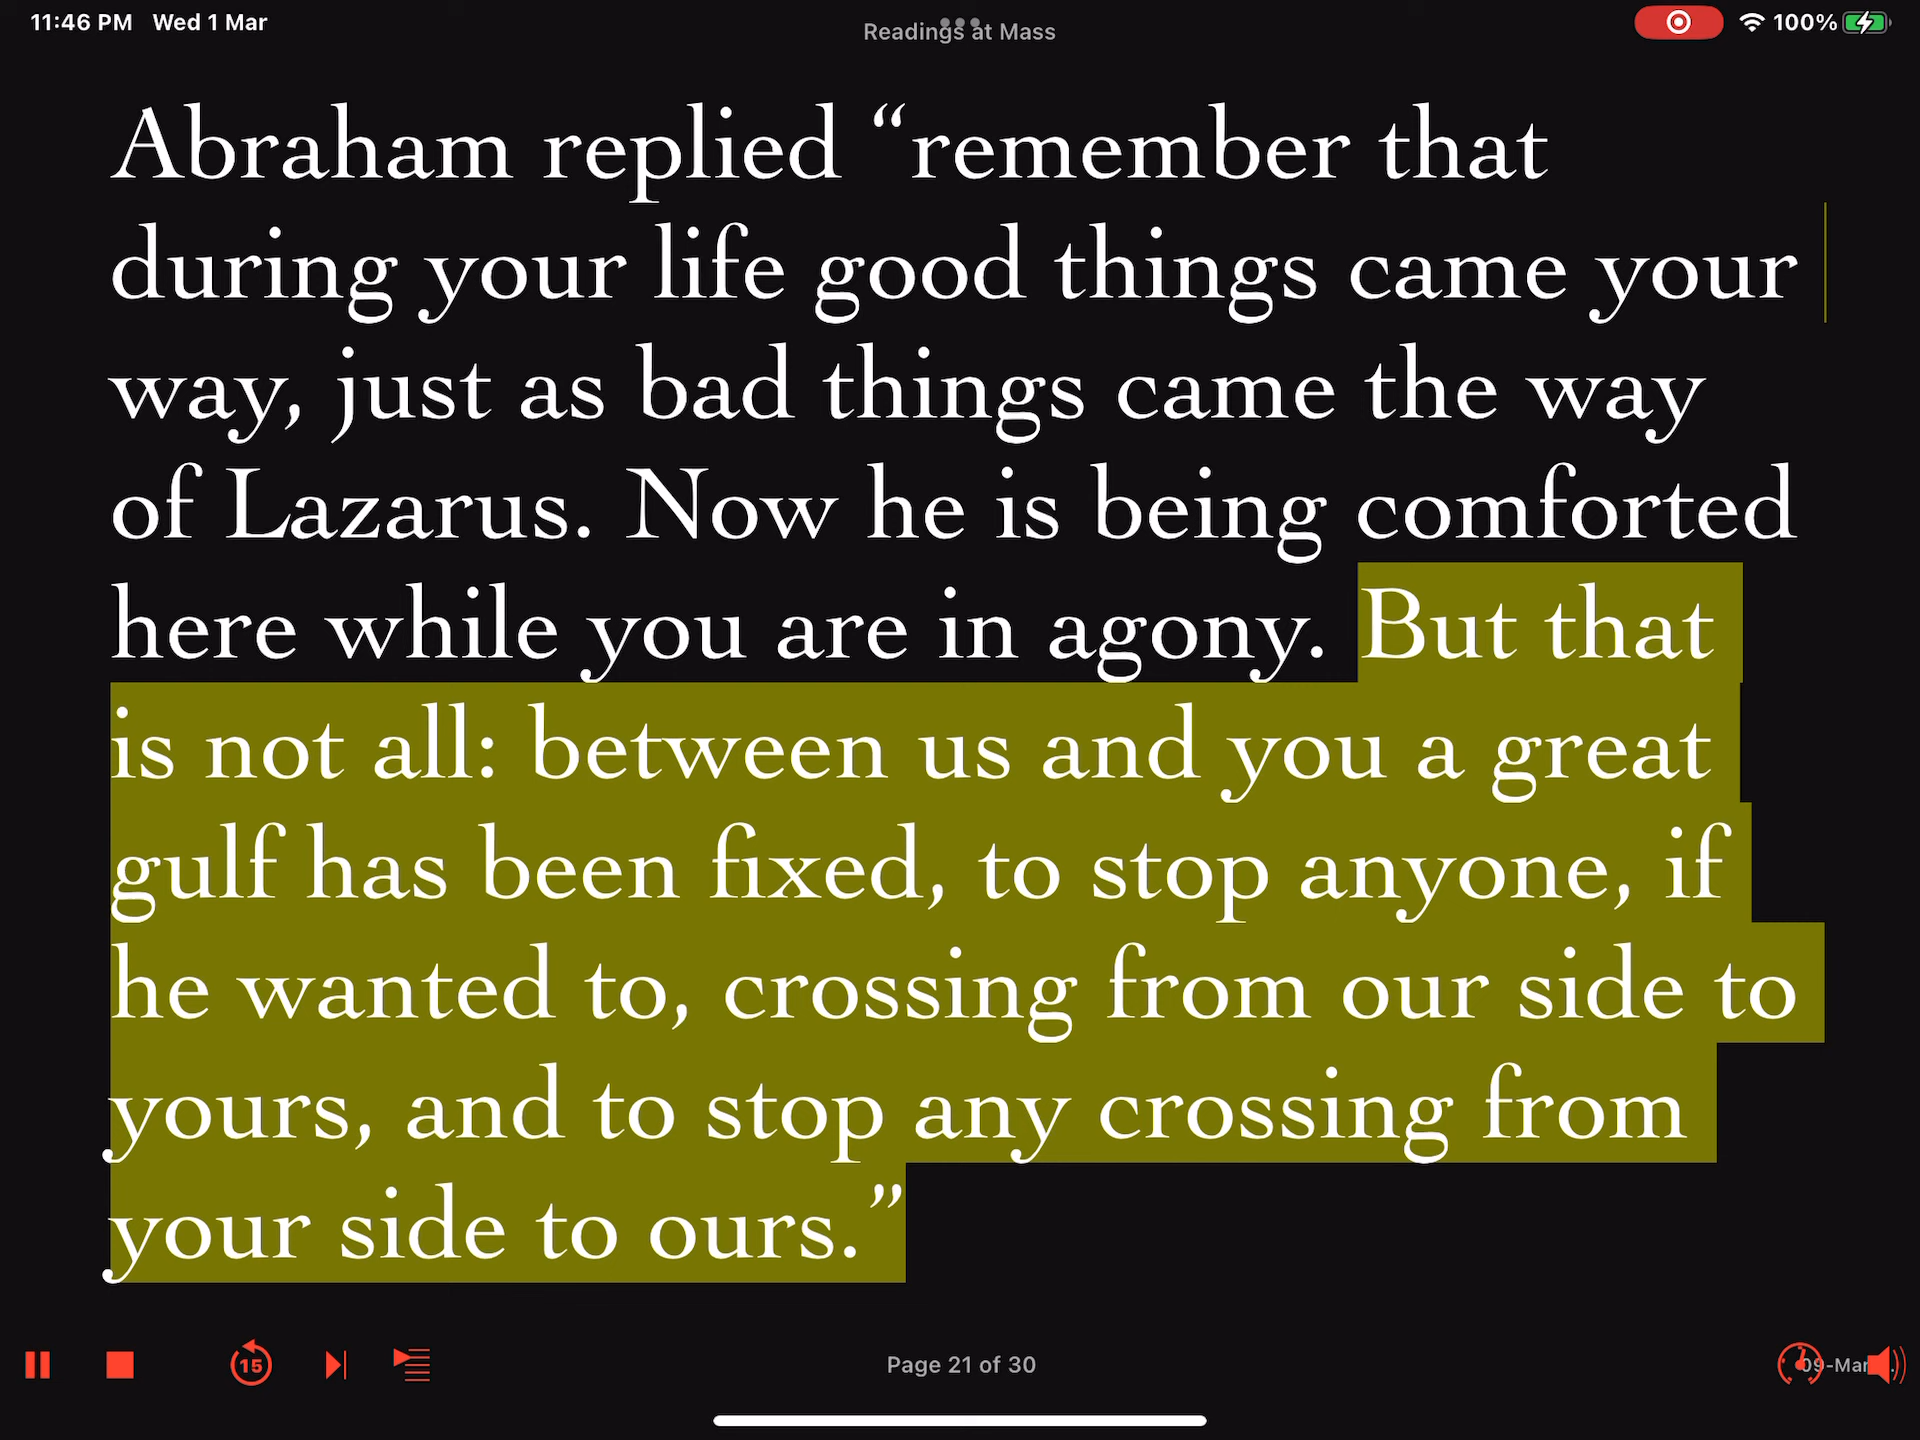 11:46 PM Wed 1 Mar
Readings at Mass
100%
Abraham replied “remember that
during your life good things came your
way, just as bad things came the way
of Lazarus. Now he is being comforted
here while you are in agony. But that
is not all: between us and you a great
gulf has been fixed, to stop anyone, if
he wanted to, crossing from our side to
yours, and to stop any crossing from
your side to ours.”
15
Page 21 of 30
09-Mar